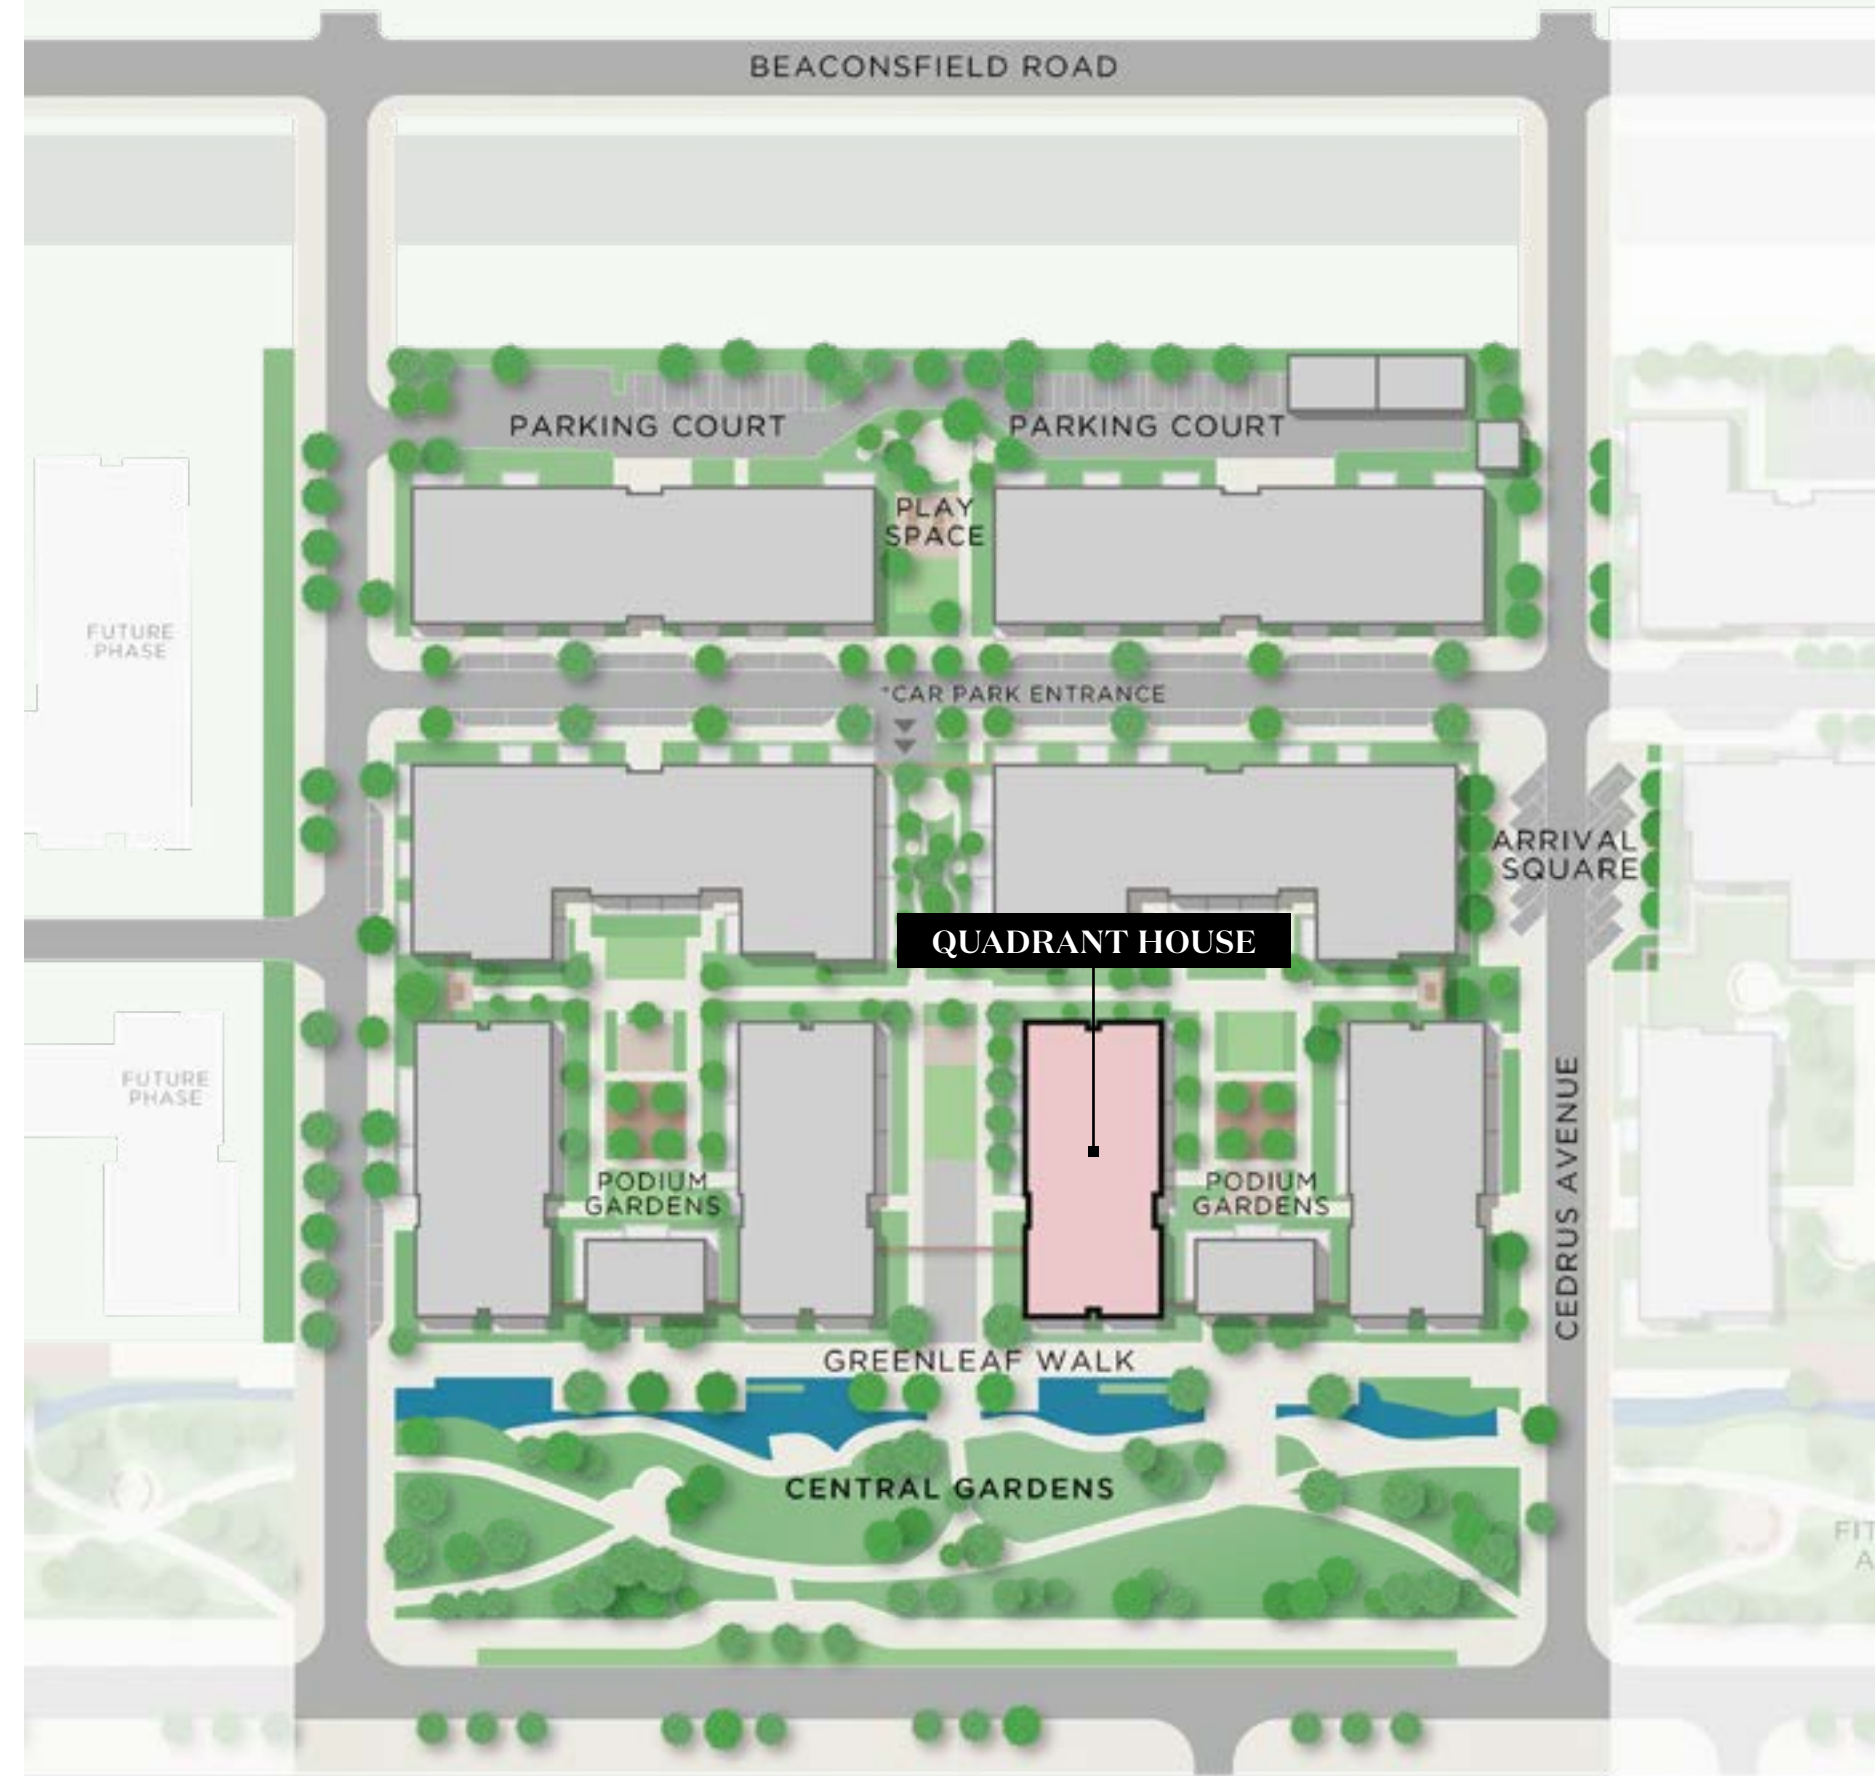 BEACONSFIELD ROAD
PARKING COURT
PARKING COURT
PLAY
SPACE
FUTURE
PHASE
*CAR PARK ENTRANCE
ARRIVAL
SQUARE
QUADRANT HOUSE
FUTURE
PHASE
PODIUM
GARDENS
PODIUM
GARDENS
CEDRUS AVENUE
GREENLEAF WALK
CENTRAL GARDENS
FIT
A